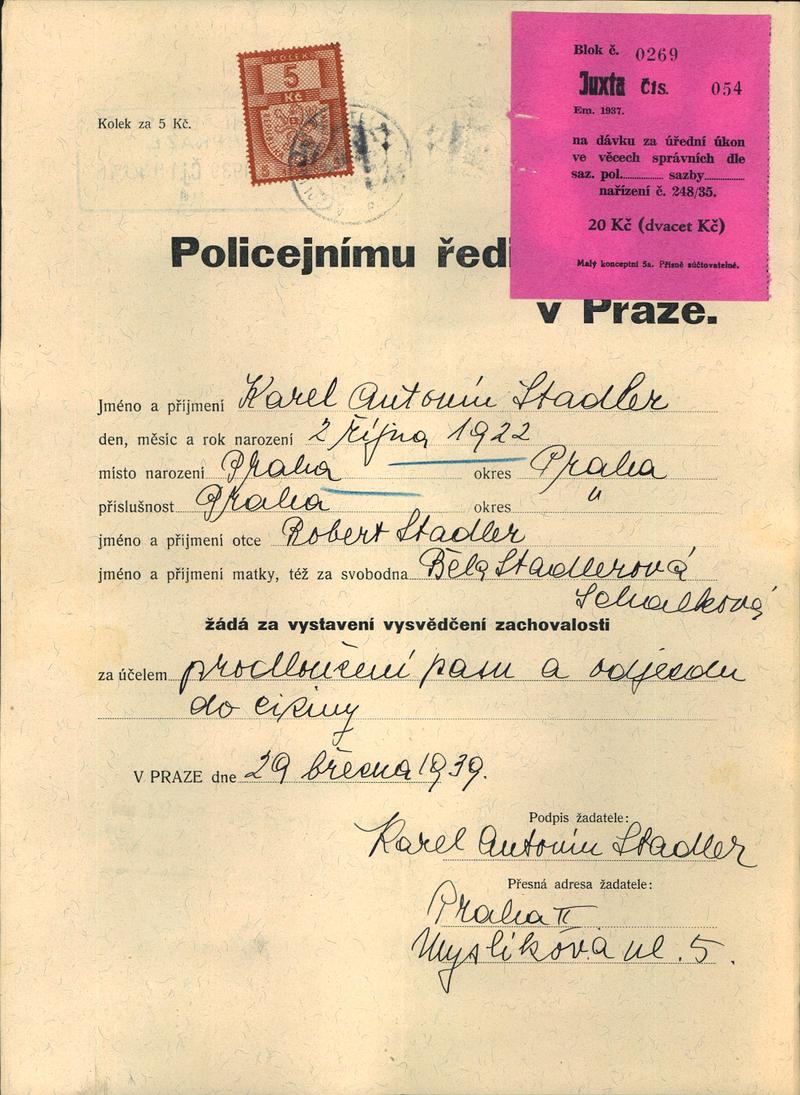 Kolek za 5 Kč.
KOLEK
5
Kč
Blok č. 0269
Juxta čís. 054
Em. 1937.
na dávku za úřední úkon
ve věcech správních dle
saz. pol. sazby
nařízení č. 248/35.
20 Kč (dvacet Kč)
Malý konceptní 5a. Přísně súčtovatelné.
Policejnímu ředi
v Praze.
Jméno a příjmení Karel Antonín Stadler
den, měsíc a rok narození 2 října 1922
místo narození Praha okres Praha
příslušnost Praha okres "
jméno a příjmení otce Robert Stadler
jméno a příjmení matky, též za svobodna Běla Stadlerová
Schalková
žádá za vystavení vysvědčení zachovalosti
za účelem prodloužení pasu a odjezdu
do ciziny
V PRAZE dne 29 března 1939.
Podpis žadatele:
Karel Antonín Stadler
Přesná adresa žadatele:
Praha II
Myslíkova ul. 5.